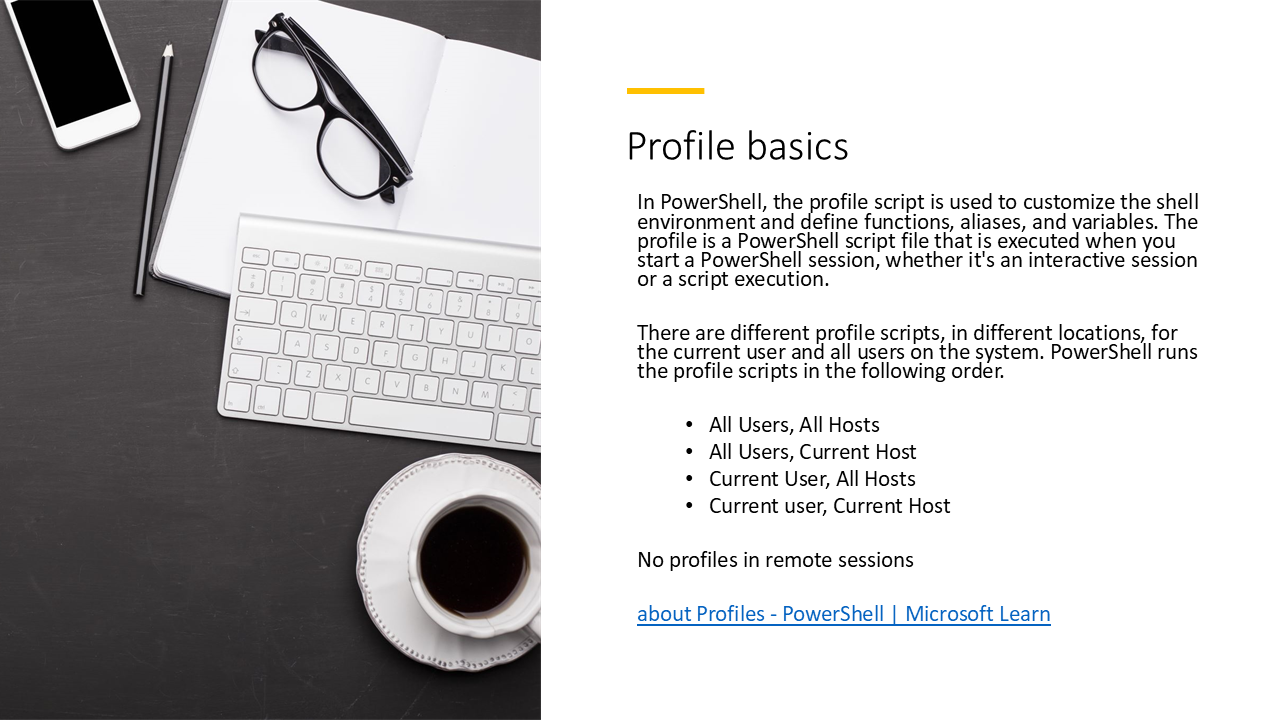 Profile basics
In PowerShell, the profile script is used to customize the shell
environment and define functions, aliases, and variables. The
profile is a PowerShell script file that is executed when you
start a PowerShell session, whether it's an interactive session
or a script execution.
There are different profile scripts, in different locations, for
the current user and all users on the system. PowerShell runs
the profile scripts in the following order.
• All Users, All Hosts
• All Users, Current Host
• Current User, All Hosts
• Current user, Current Host
No profiles in remote sessions
about Profiles - PowerShell | Microsoft Learn